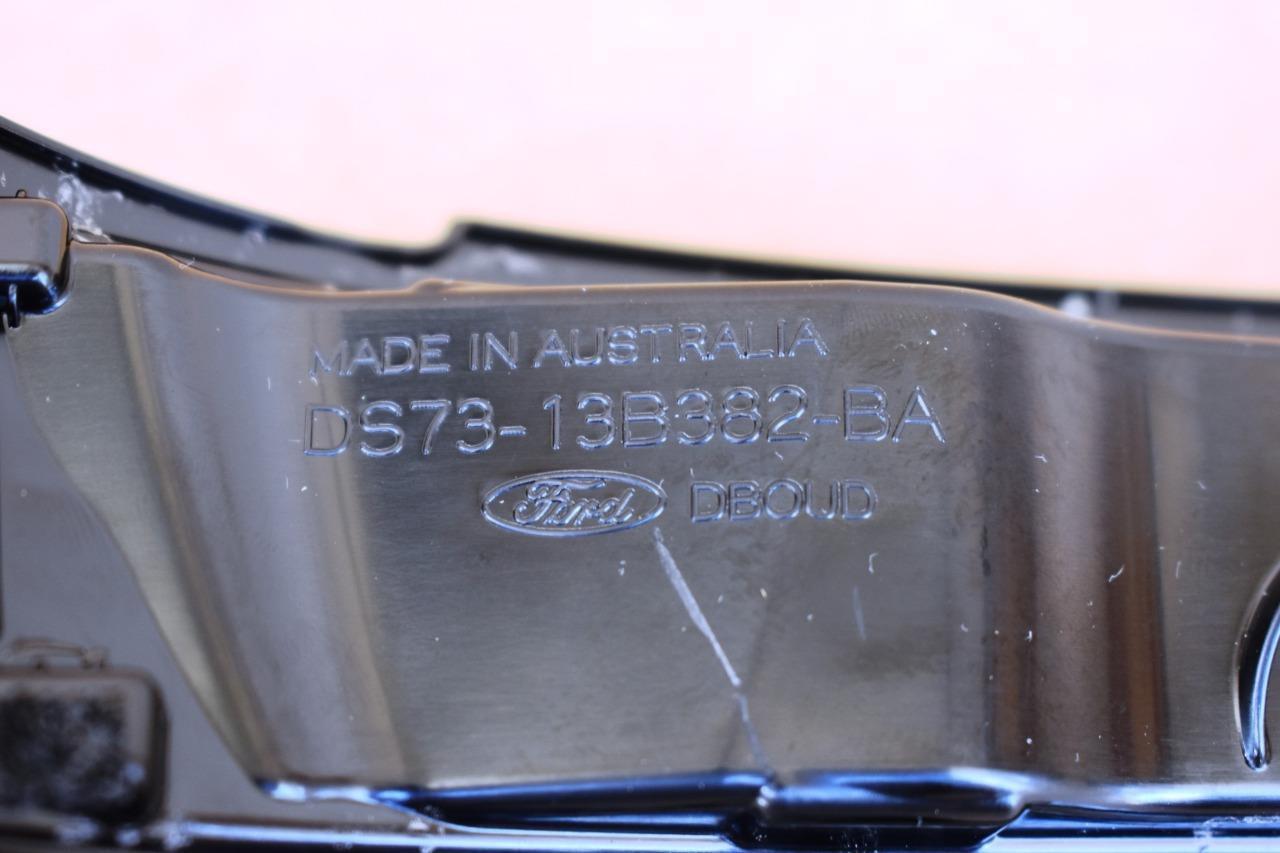 MADE IN AUSTRALIA
DS73-13B382-BA
Ford DBOUD